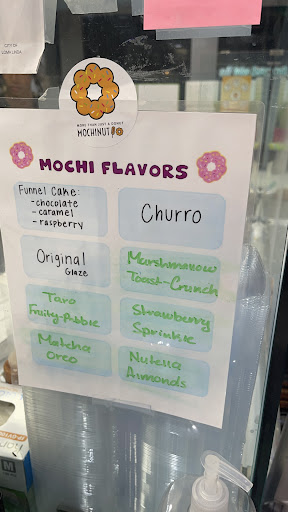 MORE THAN JUST A DONUT
MOCHINUT
MOCHI FLAVORS
Funnel Cake:
- chocolate
- caramel
- raspberry
Churro
Original
Glaze
Marshmallow
Toast-Crunch
Taro
Fruity-Pebble
Strawberry
Sprinkle
Matcha
Oreo
Nutella
Almonds
M